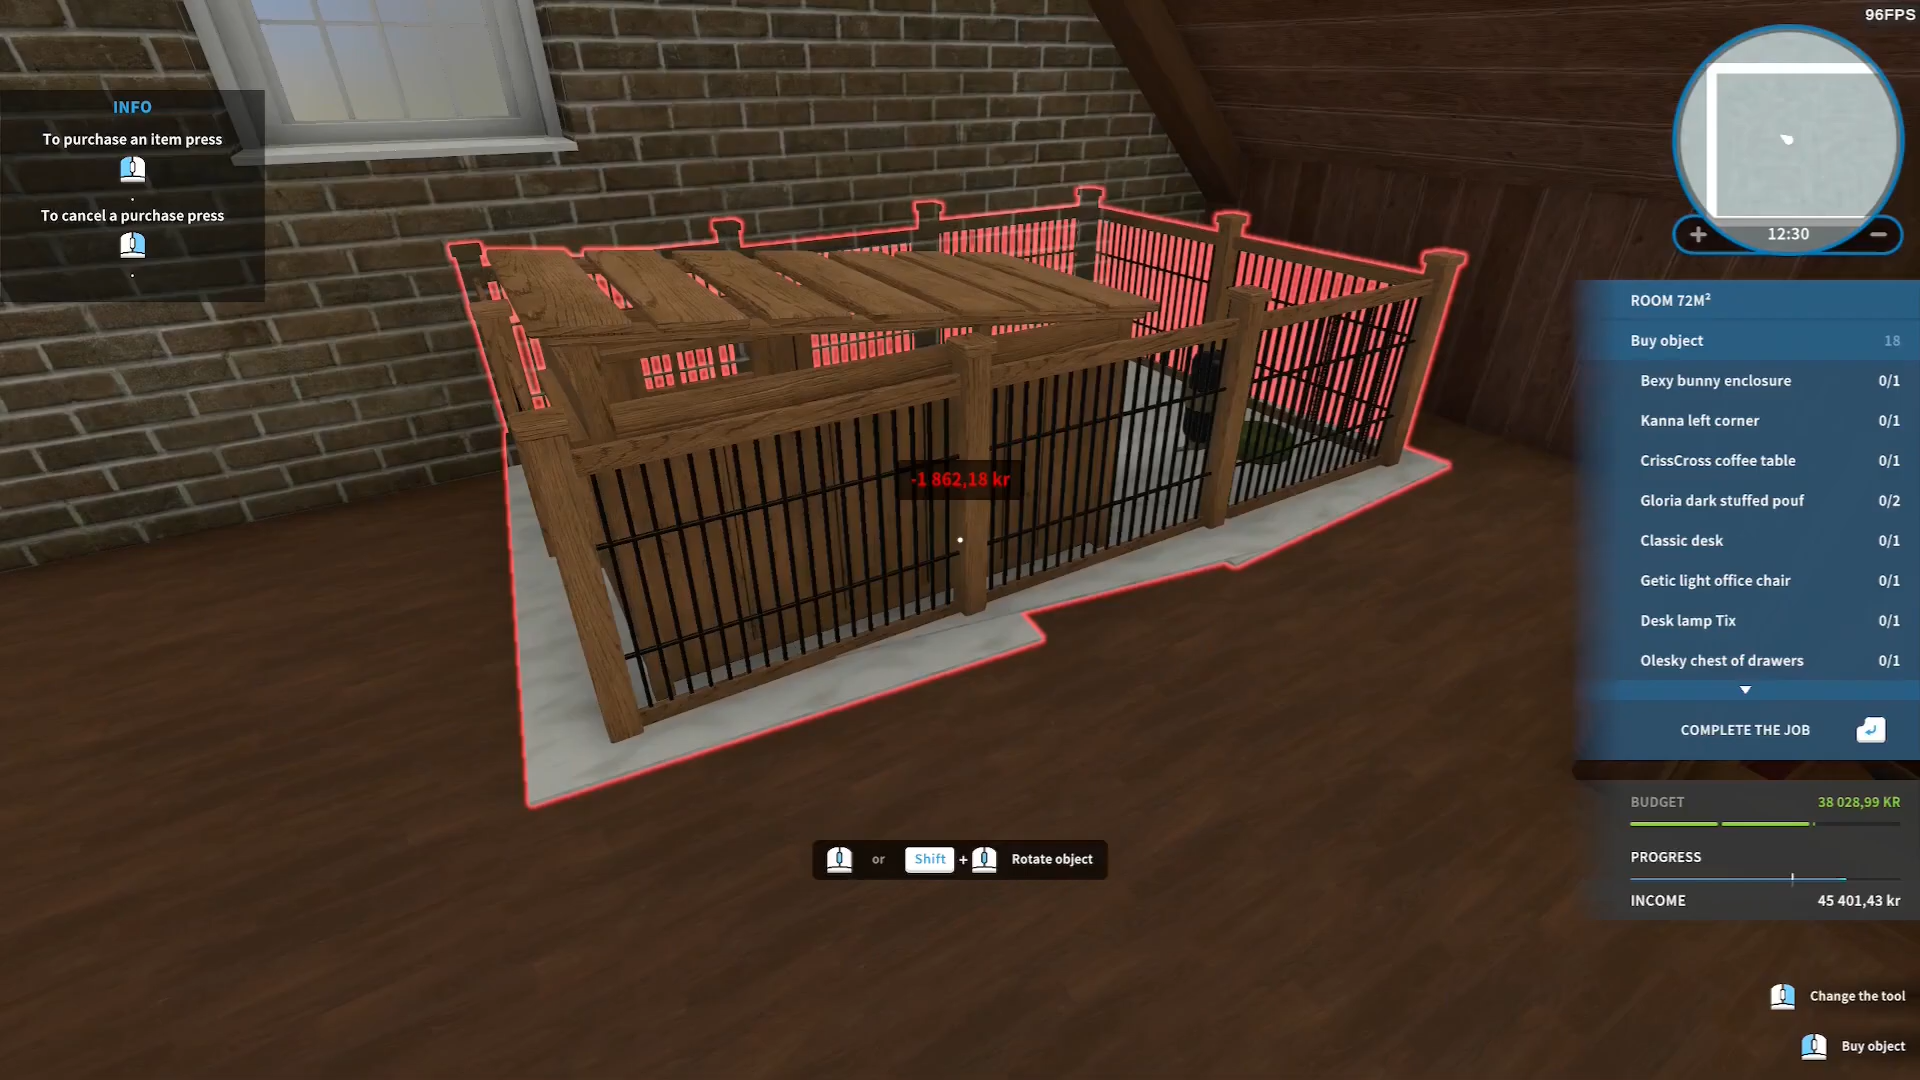 96FPS
INFO
To purchase an item press
.
To cancel a purchase press
.
12:30
ROOM 72M²
Buy object 18
Bexy bunny enclosure 0/1
Kanna left corner 0/1
CrissCross coffee table 0/1
Gloria dark stuffed pouf 0/2
Classic desk 0/1
Getic light office chair 0/1
Desk lamp Tix 0/1
Olesky chest of drawers 0/1
COMPLETE THE JOB
-1 862,18 kr
BUDGET 38 028,99 KR
PROGRESS
INCOME 45 401,43 kr
or Shift + Rotate object
Change the tool
Buy object